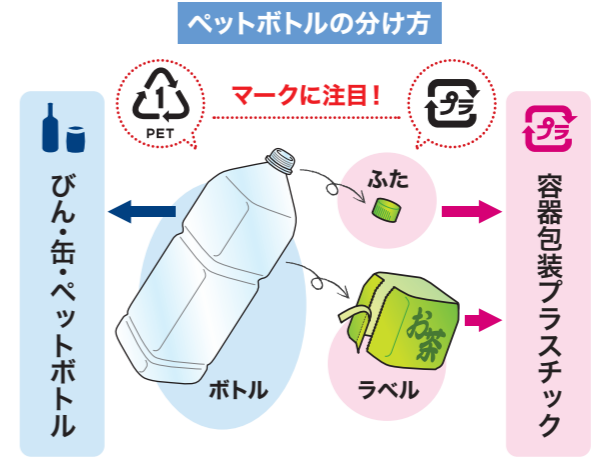 ペットボトルの分け方
マークに注目！
1
PET
プラ
プラ
びん・缶・ペットボトル
ふた
お茶
ボトル
ラベル
容器包装プラスチック